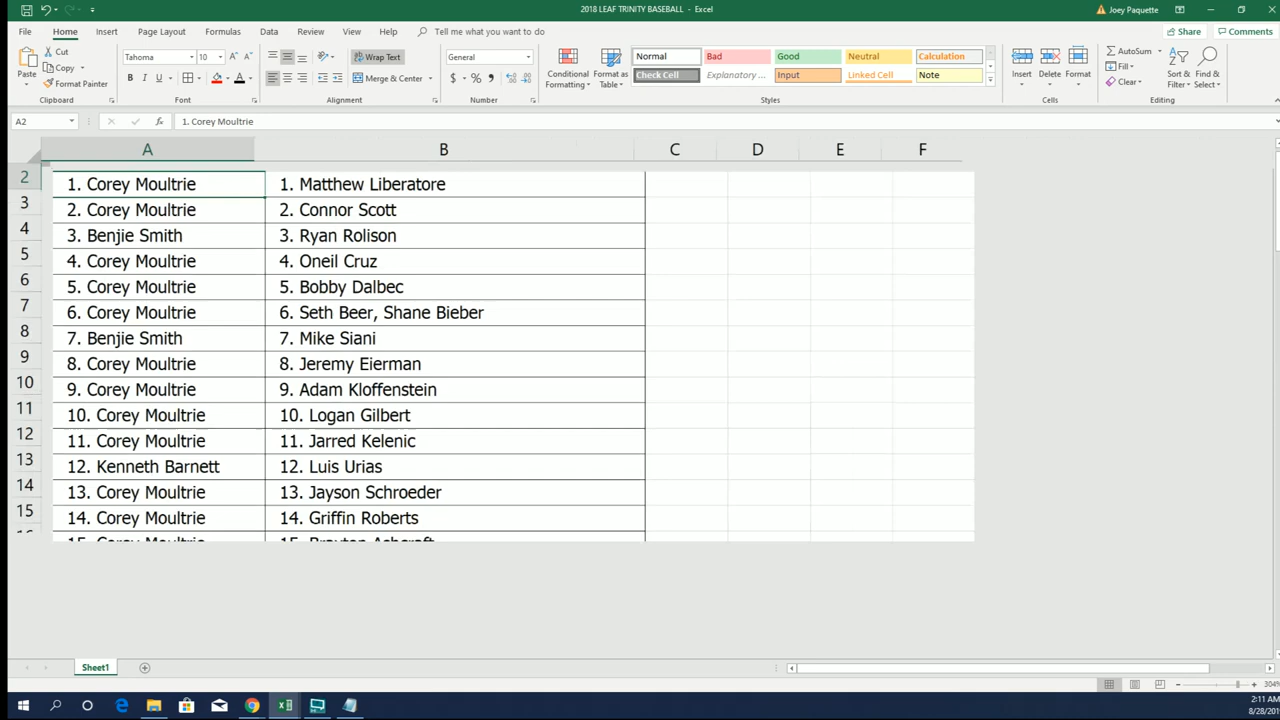 2018 LEAF TRINITY BASEBALL - Excel
Joey Paquette
File Home Insert Page Layout Formulas Data Review View Help Tell me what you want to do
Share Comments
Paste
Cut
Copy
Format Painter
Clipboard
Tahoma 10
B I U
Font
Wrap Text
Merge & Center
Alignment
General
$ % ,
Number
Conditional Formatting
Format as Table
Normal Bad Good Neutral Calculation
Check Cell Explanatory ... Input Linked Cell Note
Styles
Insert Delete Format
Cells
AutoSum
Fill
Clear
Sort & Filter
Find & Select
Editing
A2 fx 1. Corey Moultrie
A B C D E F
2 1. Corey Moultrie 1. Matthew Liberatore
3 2. Corey Moultrie 2. Connor Scott
4 3. Benjie Smith 3. Ryan Rolison
5 4. Corey Moultrie 4. Oneil Cruz
6 5. Corey Moultrie 5. Bobby Dalbec
7 6. Corey Moultrie 6. Seth Beer, Shane Bieber
8 7. Benjie Smith 7. Mike Siani
9 8. Corey Moultrie 8. Jeremy Eierman
10 9. Corey Moultrie 9. Adam Kloffenstein
11 10. Corey Moultrie 10. Logan Gilbert
12 11. Corey Moultrie 11. Jarred Kelenic
13 12. Kenneth Barnett 12. Luis Urias
14 13. Corey Moultrie 13. Jayson Schroeder
15 14. Corey Moultrie 14. Griffin Roberts
16 15. Corey Moultrie 15. Braxton Ashcraft
Sheet1
304%
2:11 AM
8/28/201